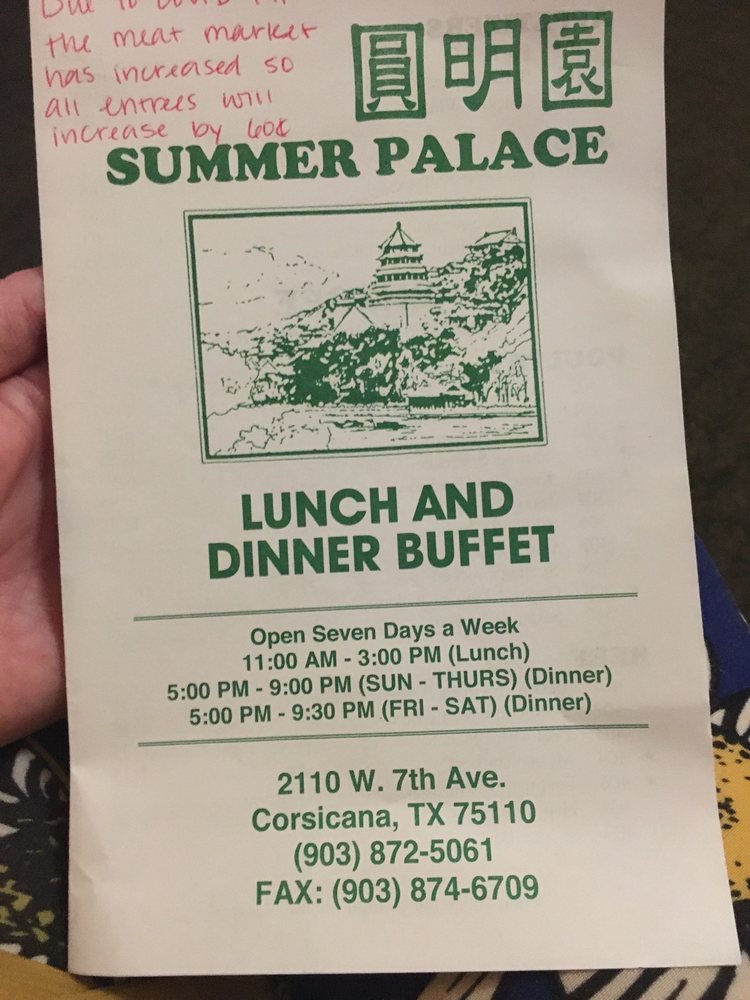 Due to
the meat market
has increased so
all entrees will
increase by 60¢
圓明園
SUMMER PALACE
LUNCH AND
DINNER BUFFET
Open Seven Days a Week
11:00 AM - 3:00 PM (Lunch)
5:00 PM - 9:00 PM (SUN - THURS) (Dinner)
5:00 PM - 9:30 PM (FRI - SAT) (Dinner)
2110 W. 7th Ave.
Corsicana, TX 75110
(903) 872-5061
FAX: (903) 874-6709